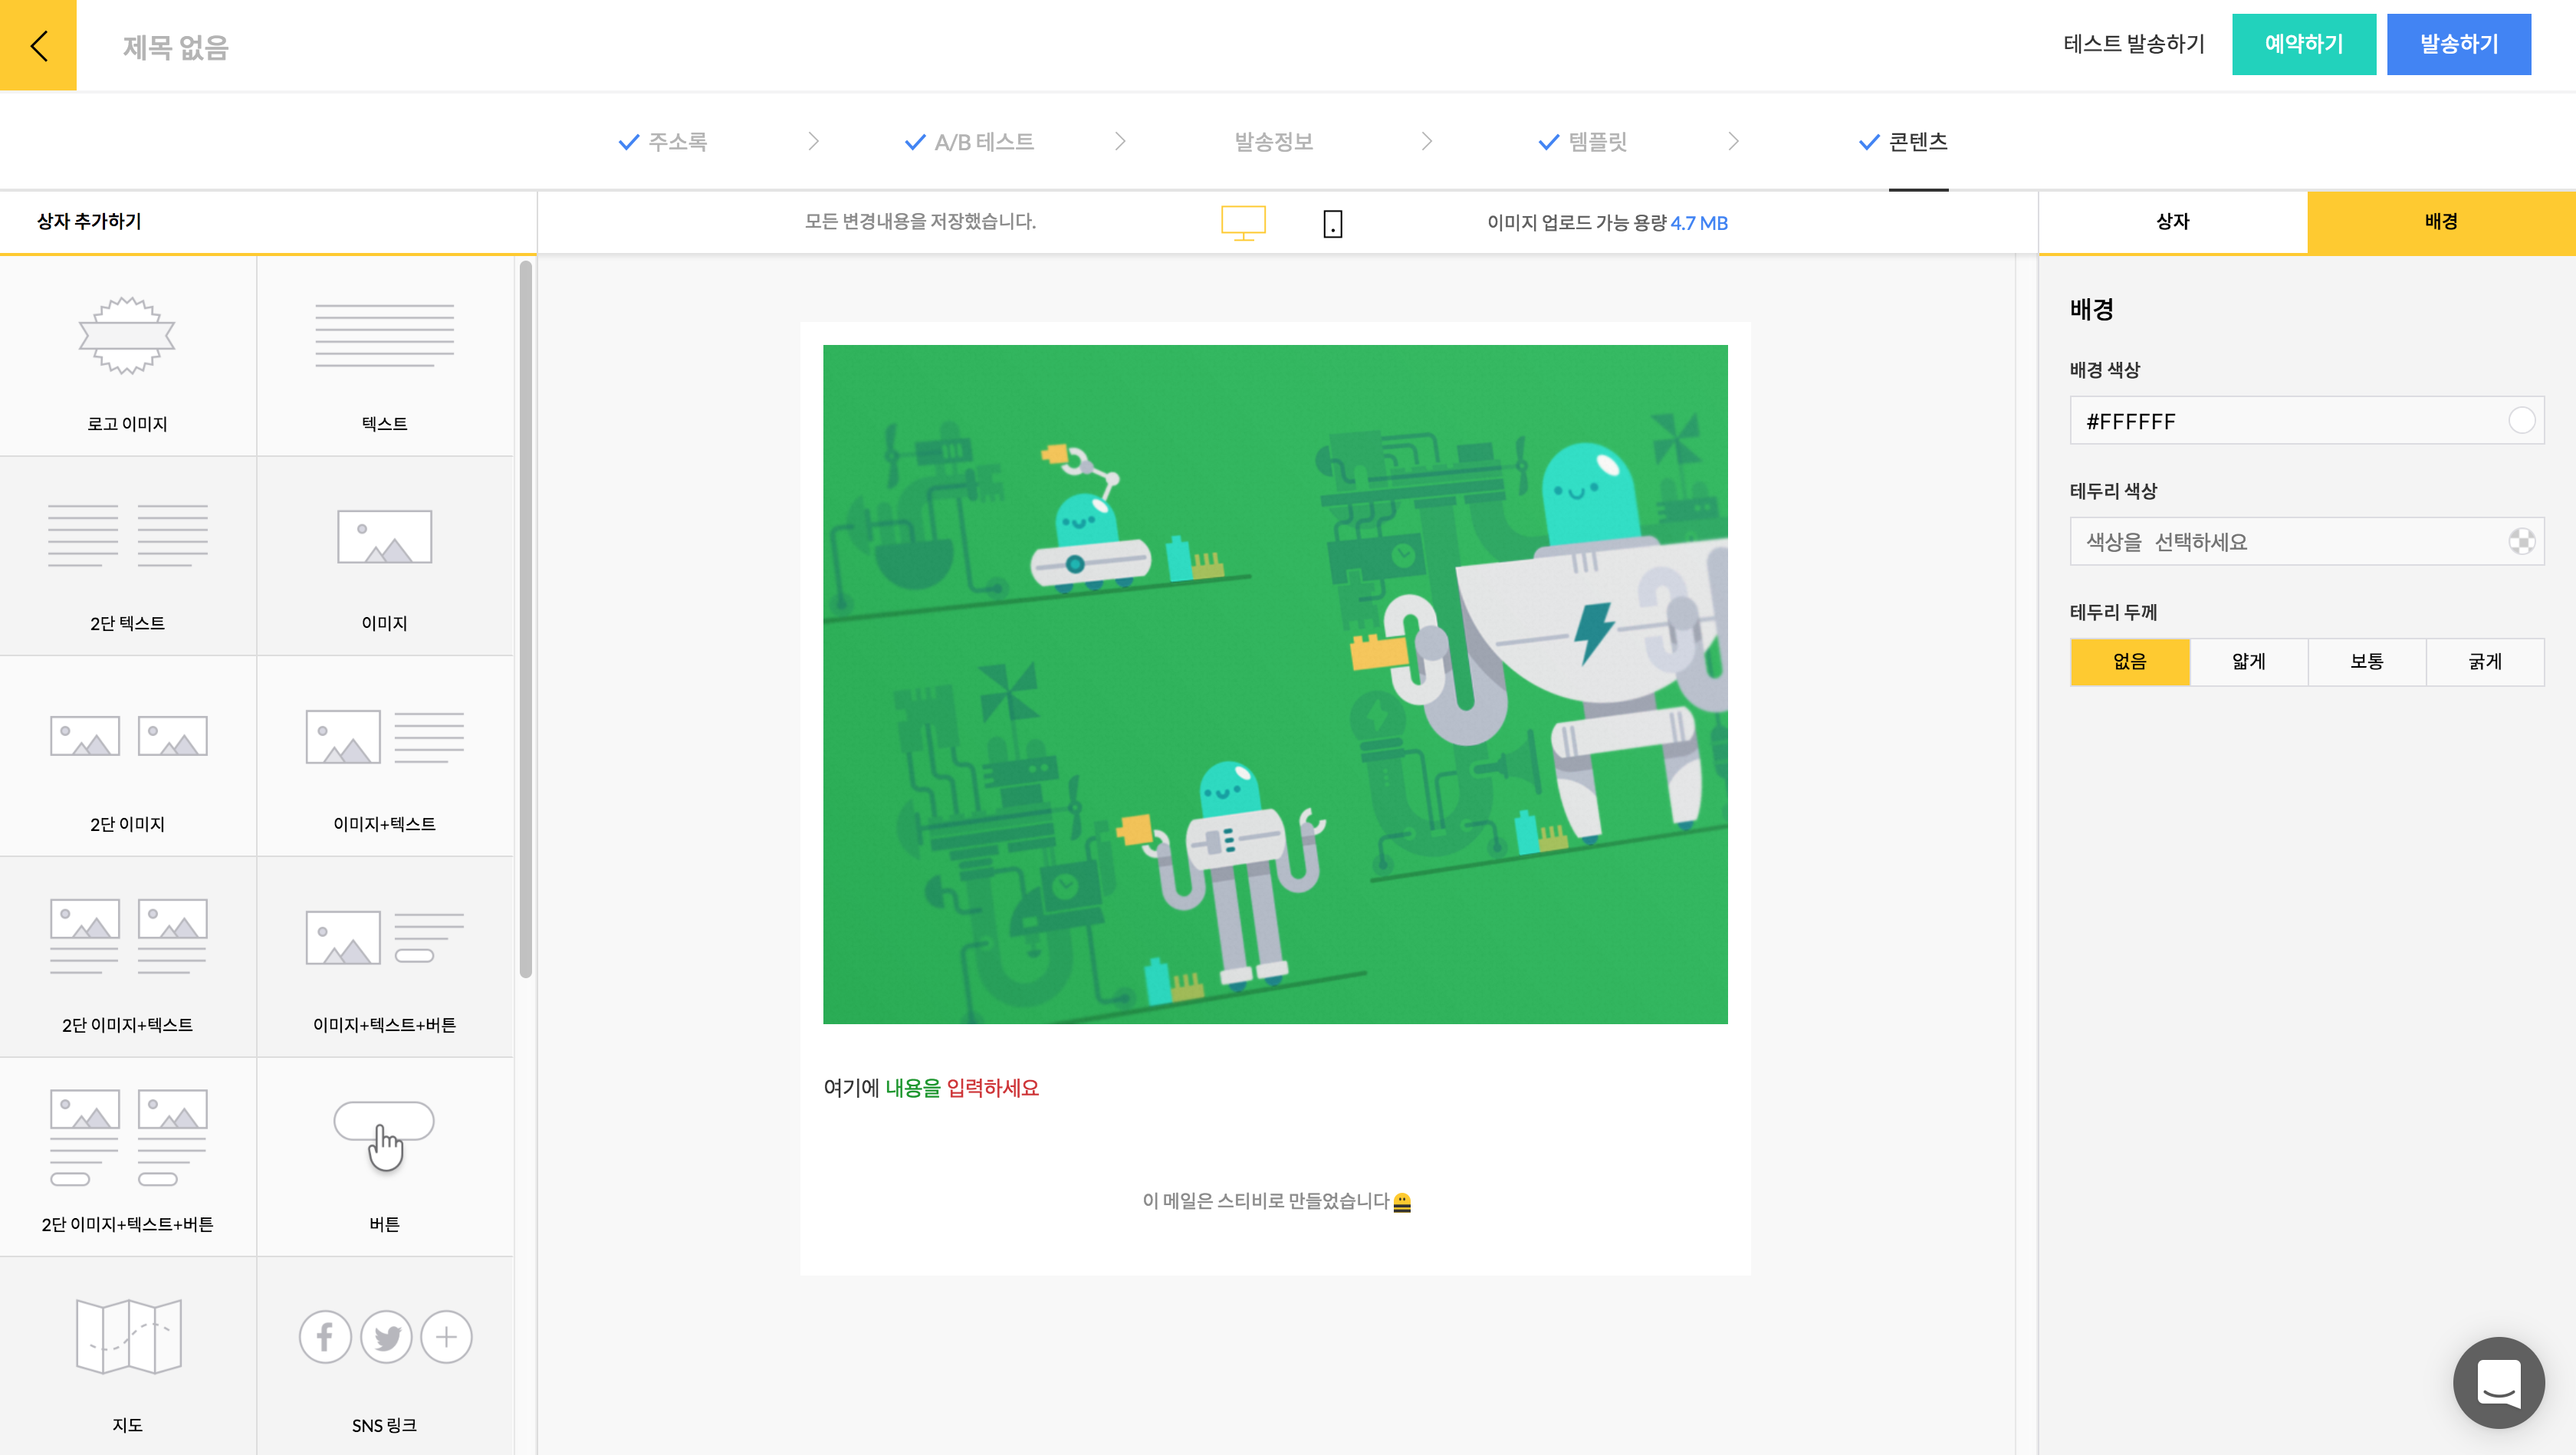 제목 없음
테스트 발송하기
예약하기
발송하기
주소록
A/B 테스트
발송정보
템플릿
콘텐츠
상자 추가하기
모든 변경내용을 저장했습니다.
이미지 업로드 가능 용량 4.7 MB
상자
배경
로고 이미지
텍스트
2단 텍스트
이미지
2단 이미지
이미지+텍스트
2단 이미지+텍스트
이미지+텍스트+버튼
2단 이미지+텍스트+버튼
버튼
지도
SNS 링크
여기에 내용을 입력하세요
이 메일은 스티비로 만들었습니다
배경
배경 색상
#FFFFFF
테두리 색상
색상을 선택하세요
테두리 두께
없음
얇게
보통
굵게